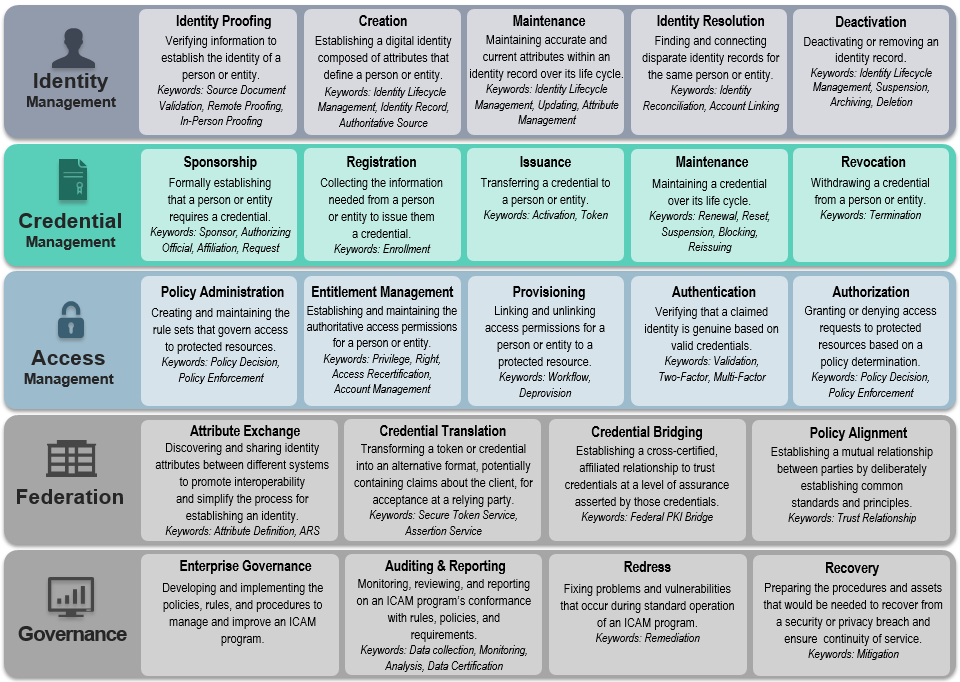 Identity
Management
Identity Proofing
Verifying information to
establish the identity of a
person or entity.
Keywords: Source Document
Validation, Remote Proofing,
In-Person Proofing
Creation
Establishing a digital identity
composed of attributes that
define a person or entity.
Keywords: Identity Lifecycle
Management, Identity Record,
Authoritative Source
Maintenance
Maintaining accurate and
current attributes within an
identity record over its life cycle.
Keywords: Identity Lifecycle
Management, Updating, Attribute
Management
Identity Resolution
Finding and connecting
disparate identity records for
the same person or entity.
Keywords: Identity
Reconciliation, Account Linking
Deactivation
Deactivating or removing an
identity record.
Keywords: Identity Lifecycle
Management, Suspension,
Archiving, Deletion
Credential
Management
Sponsorship
Formally establishing
that a person or entity
requires a credential.
Keywords: Sponsor, Authorizing
Official, Affiliation, Request
Registration
Collecting the information
needed from a person
or entity to issue them
a credential.
Keywords: Enrollment
Issuance
Transferring a credential to
a person or entity.
Keywords: Activation, Token
Maintenance
Maintaining a credential
over its life cycle.
Keywords: Renewal, Reset,
Suspension, Blocking,
Reissuing
Revocation
Withdrawing a credential
from a person or entity.
Keywords: Termination
Access
Management
Policy Administration
Creating and maintaining the
rule sets that govern access
to protected resources.
Keywords: Policy Decision,
Policy Enforcement
Entitlement Management
Establishing and maintaining the
authoritative access permissions
for a person or entity.
Keywords: Privilege, Right,
Access Recertification,
Account Management
Provisioning
Linking and unlinking
access permissions for a
person or entity to a
protected resource.
Keywords: Workflow,
Deprovision
Authentication
Verifying that a claimed
identity is genuine based on
valid credentials.
Keywords: Validation,
Two-Factor, Multi-Factor
Authorization
Granting or denying access
requests to protected
resources based on a
policy determination.
Keywords: Policy Decision,
Policy Enforcement
Federation
Attribute Exchange
Discovering and sharing identity
attributes between different systems
to promote interoperability
and simplify the process for
establishing an identity.
Keywords: Attribute Definition, ARS
Credential Translation
Transforming a token or credential
into an alternative format, potentially
containing claims about the client, for
acceptance at a relying party.
Keywords: Secure Token Service,
Assertion Service
Credential Bridging
Establishing a cross-certified,
affiliated relationship to trust
credentials at a level of assurance
asserted by those credentials.
Keywords: Federal PKI Bridge
Policy Alignment
Establishing a mutual relationship
between parties by deliberately
establishing common
standards and principles.
Keywords: Trust Relationship
Governance
Enterprise Governance
Developing and implementing the
policies, rules, and procedures to
manage and improve an ICAM
program.
Auditing & Reporting
Monitoring, reviewing, and reporting
on an ICAM program's conformance
with rules, policies, and
requirements.
Keywords: Data collection, Monitoring,
Analysis, Data Certification
Redress
Fixing problems and vulnerabilities
that occur during standard operation
of an ICAM program.
Keywords: Remediation
Recovery
Preparing the procedures and assets
that would be needed to recover from
a security or privacy breach and
ensure continuity of service.
Keywords: Mitigation